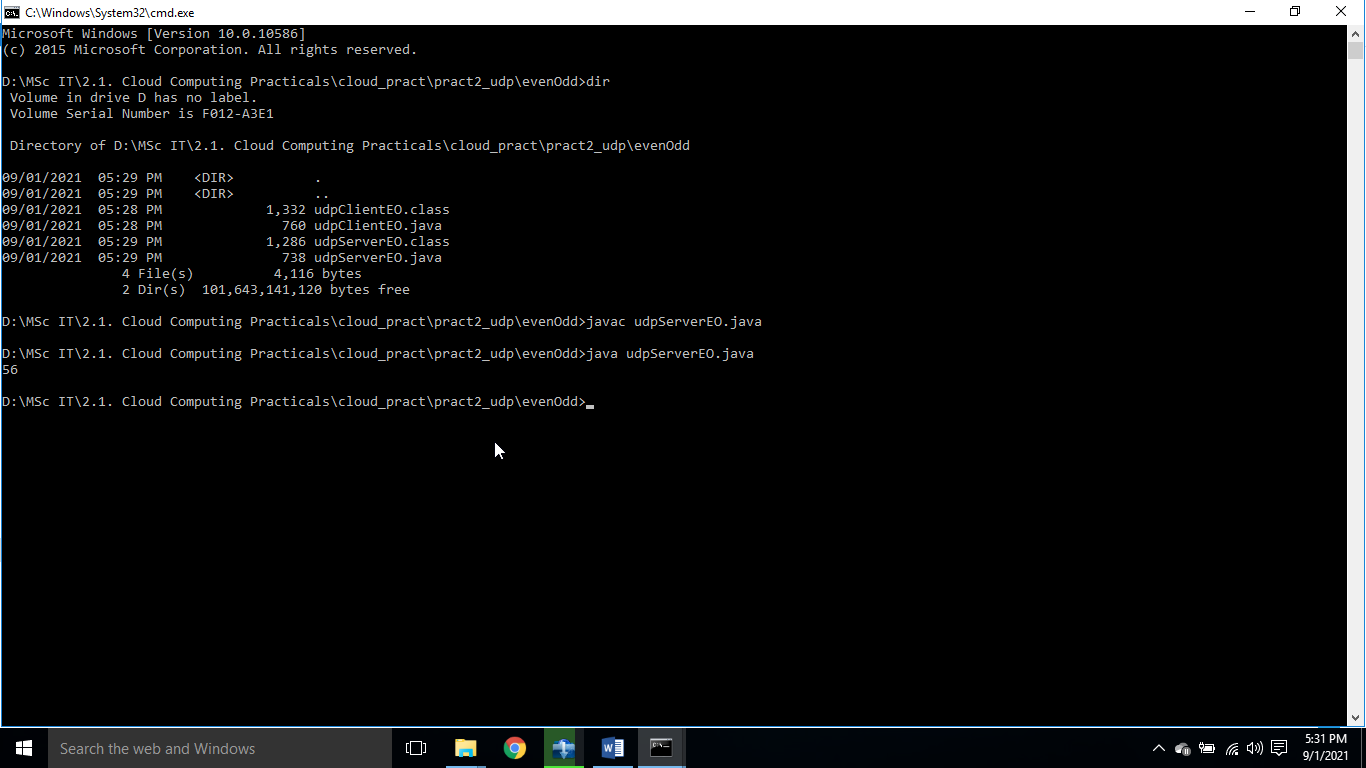 C:\Windows\System32\cmd.exe
Microsoft Windows [Version 10.0.10586]
(c) 2015 Microsoft Corporation. All rights reserved.
D:\MSc IT\2.1. Cloud Computing Practicals\cloud_pract\pract2_udp\evenOdd>dir
 Volume in drive D has no label.
 Volume Serial Number is F012-A3E1
 Directory of D:\MSc IT\2.1. Cloud Computing Practicals\cloud_pract\pract2_udp\evenOdd
09/01/2021  05:29 PM    <DIR>          .
09/01/2021  05:29 PM    <DIR>          ..
09/01/2021  05:28 PM             1,332 udpClientEO.class
09/01/2021  05:28 PM               760 udpClientEO.java
09/01/2021  05:29 PM             1,286 udpServerEO.class
09/01/2021  05:29 PM               738 udpServerEO.java
               4 File(s)          4,116 bytes
               2 Dir(s)  101,643,141,120 bytes free
D:\MSc IT\2.1. Cloud Computing Practicals\cloud_pract\pract2_udp\evenOdd>javac udpServerEO.java
D:\MSc IT\2.1. Cloud Computing Practicals\cloud_pract\pract2_udp\evenOdd>java udpServerEO.java
56
D:\MSc IT\2.1. Cloud Computing Practicals\cloud_pract\pract2_udp\evenOdd>
Search the web and Windows
5:31 PM
9/1/2021